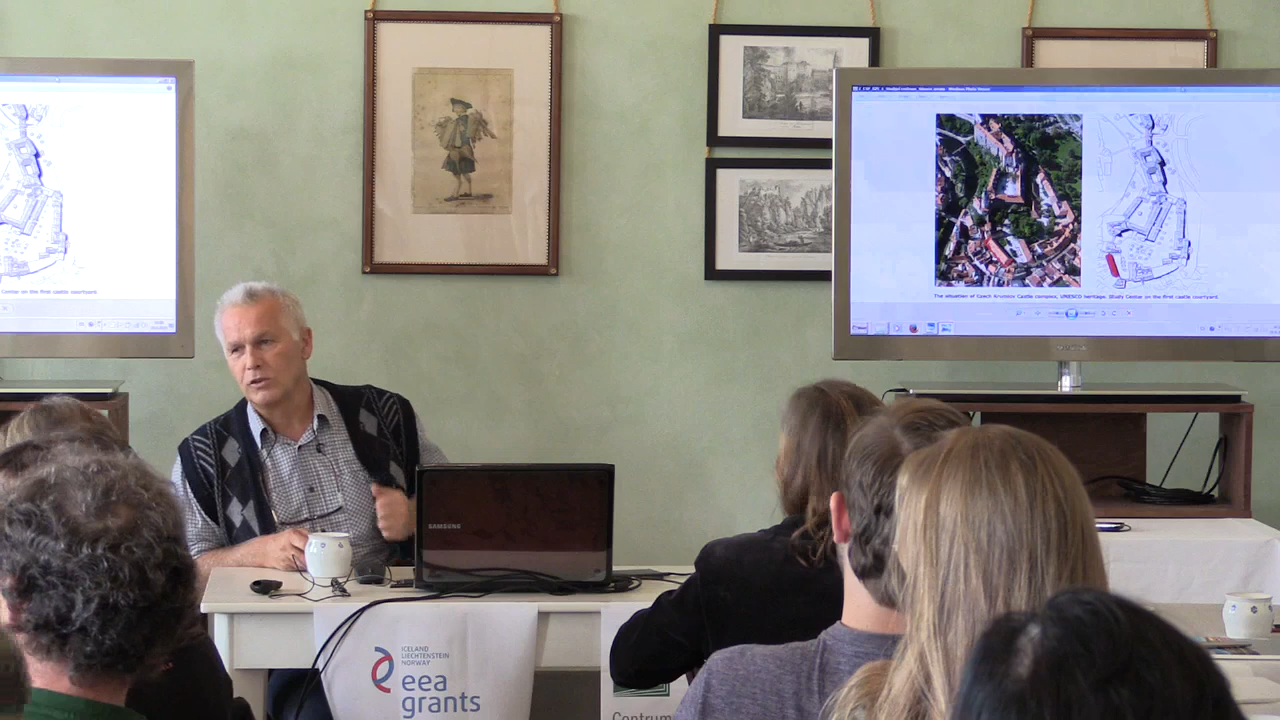 Center on the first castle courtyard.
The situation of Czech Krumlov Castle complex, UNESCO heritage. Study Center on the first castle courtyard.
SAMSUNG
ICELAND
LIECHTENSTEIN
NORWAY
eea
grants
Centrum